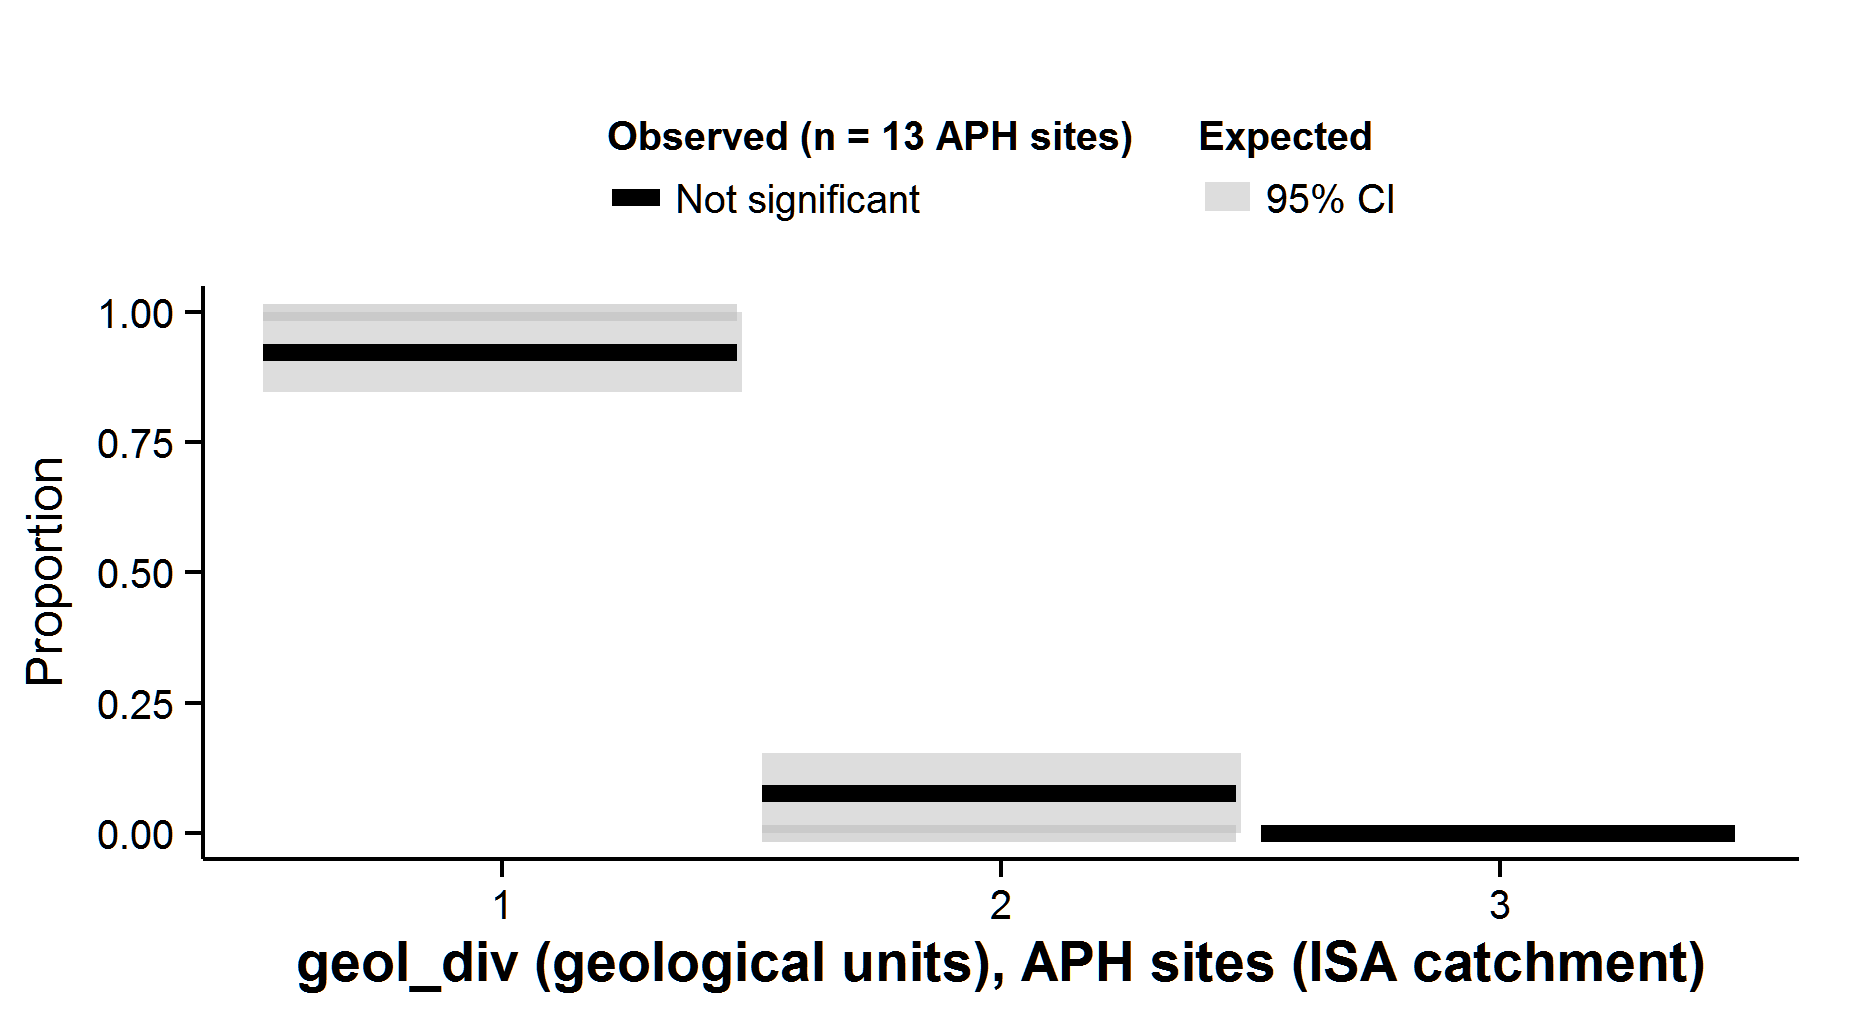 Observed (n = 13 APH sites) Expected
Not significant 95% CI
1.00
0.75
0.50
0.25
0.00
Proportion
1 2 3
geol_div (geological units), APH sites (ISA catchment)